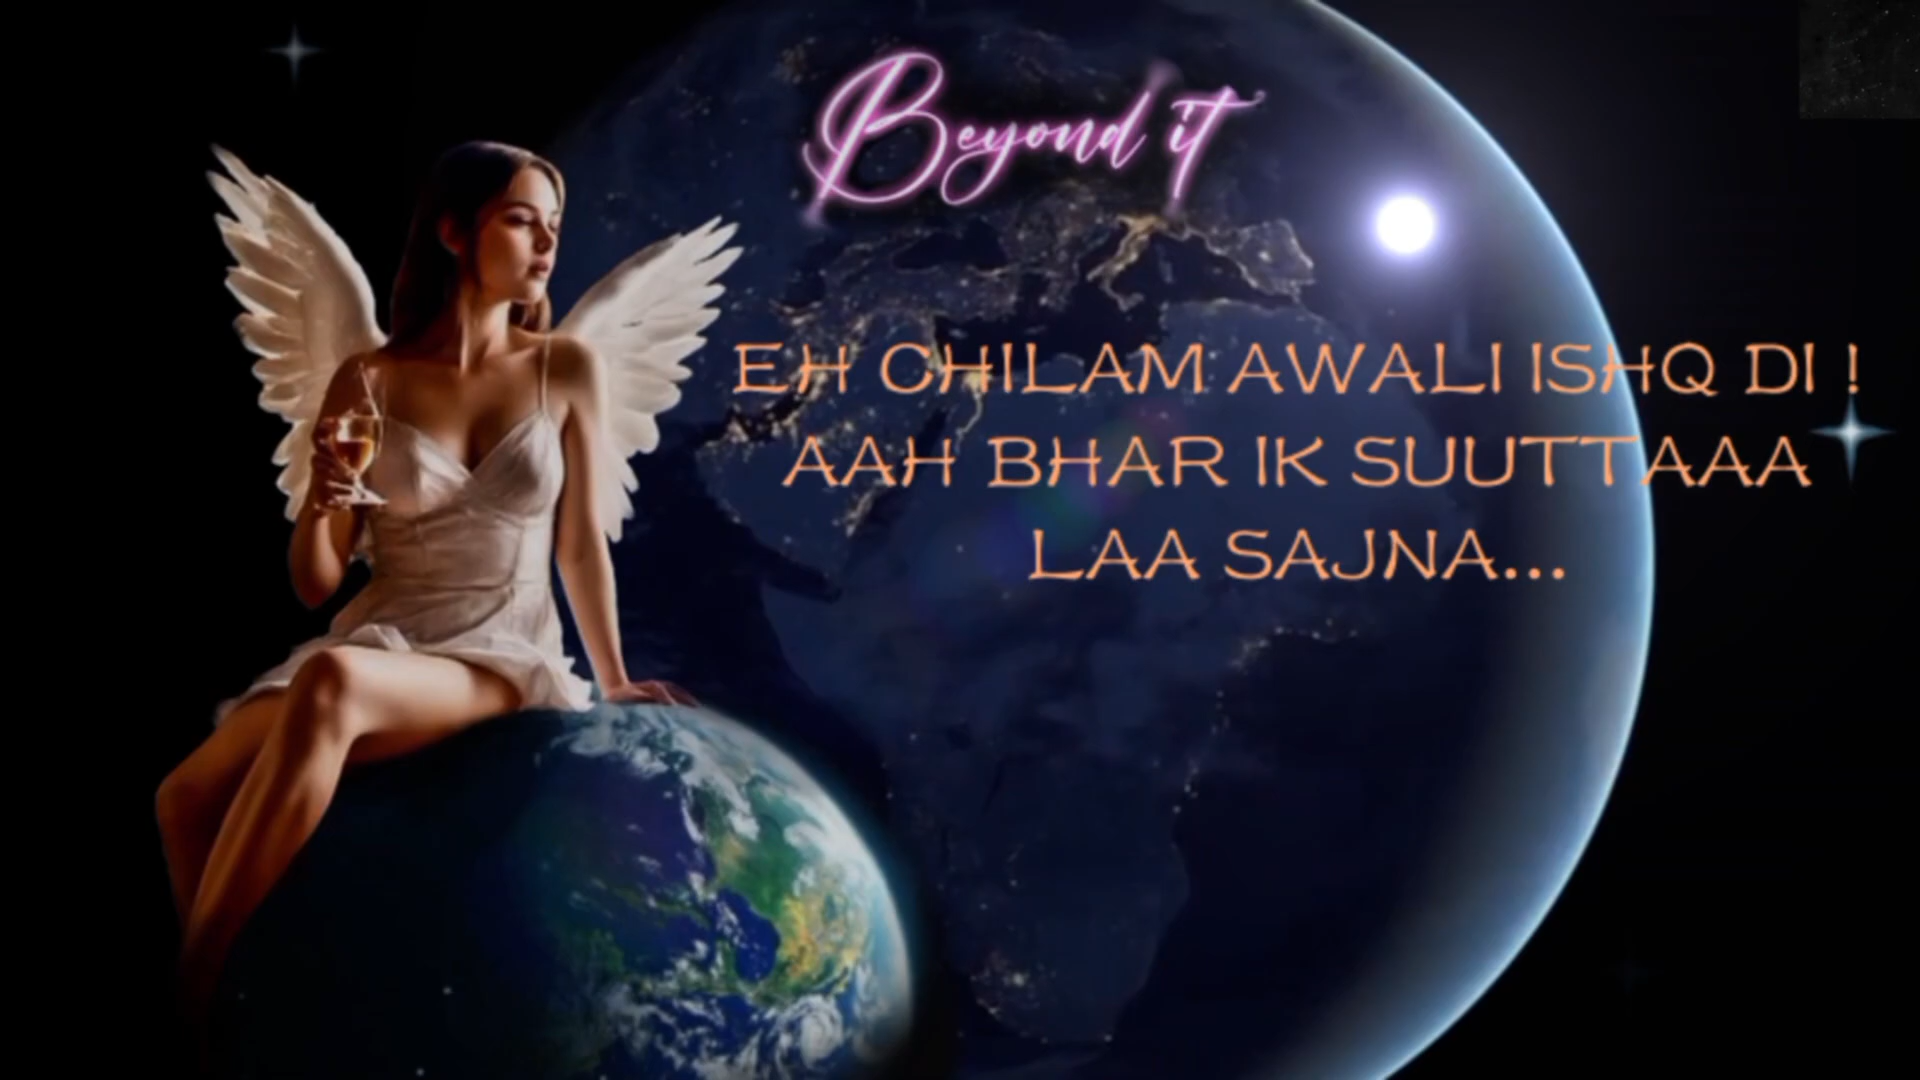 Beyond it
EH CHILAM AWALI ISHQ DI !
AAH BHAR IK SUUTTAAA
LAA SAJNA...